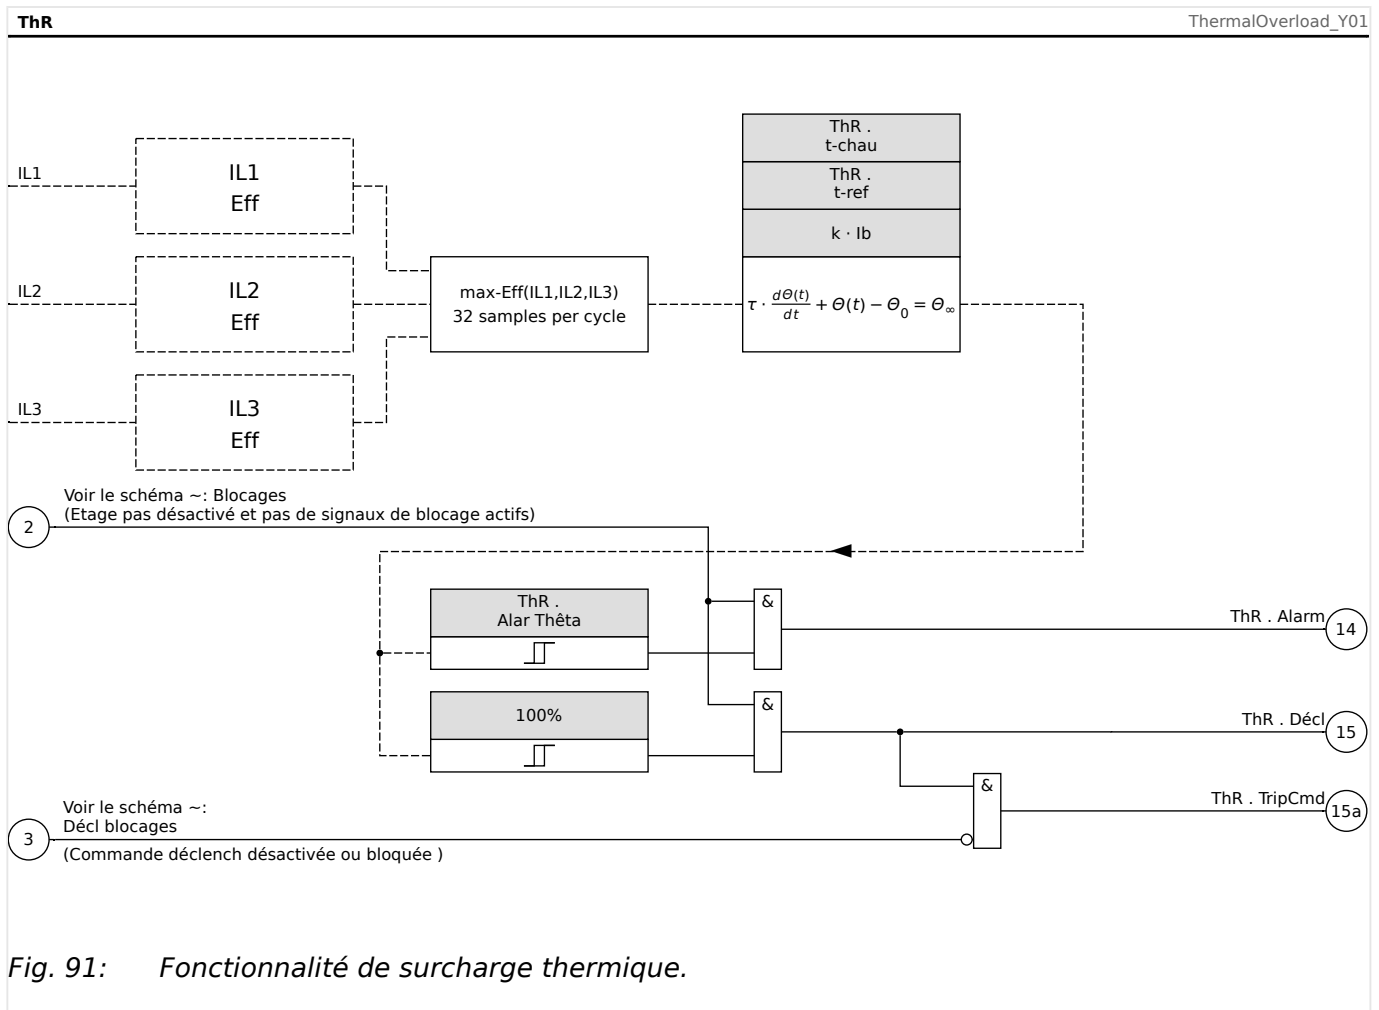 ThR
ThermalOverload_Y01
ThR .
t-chau
ThR .
t-ref
k · Ib
IL1
IL1
Eff
IL2
IL2
Eff
IL3
IL3
Eff
max-Eff(IL1,IL2,IL3)
32 samples per cycle
τ · dΘ(t)/dt + Θ(t) − Θ₀ = Θ∞
Voir le schéma ~: Blocages
(Etage pas désactivé et pas de signaux de blocage actifs)
2
ThR .
Alar Thêta
&
ThR . Alarm
14
100%
&
ThR . Décl
15
&
ThR . TripCmd
15a
Voir le schéma ~:
Décl blocages
3
(Commande déclench désactivée ou bloquée )
Fig. 91: Fonctionnalité de surcharge thermique.